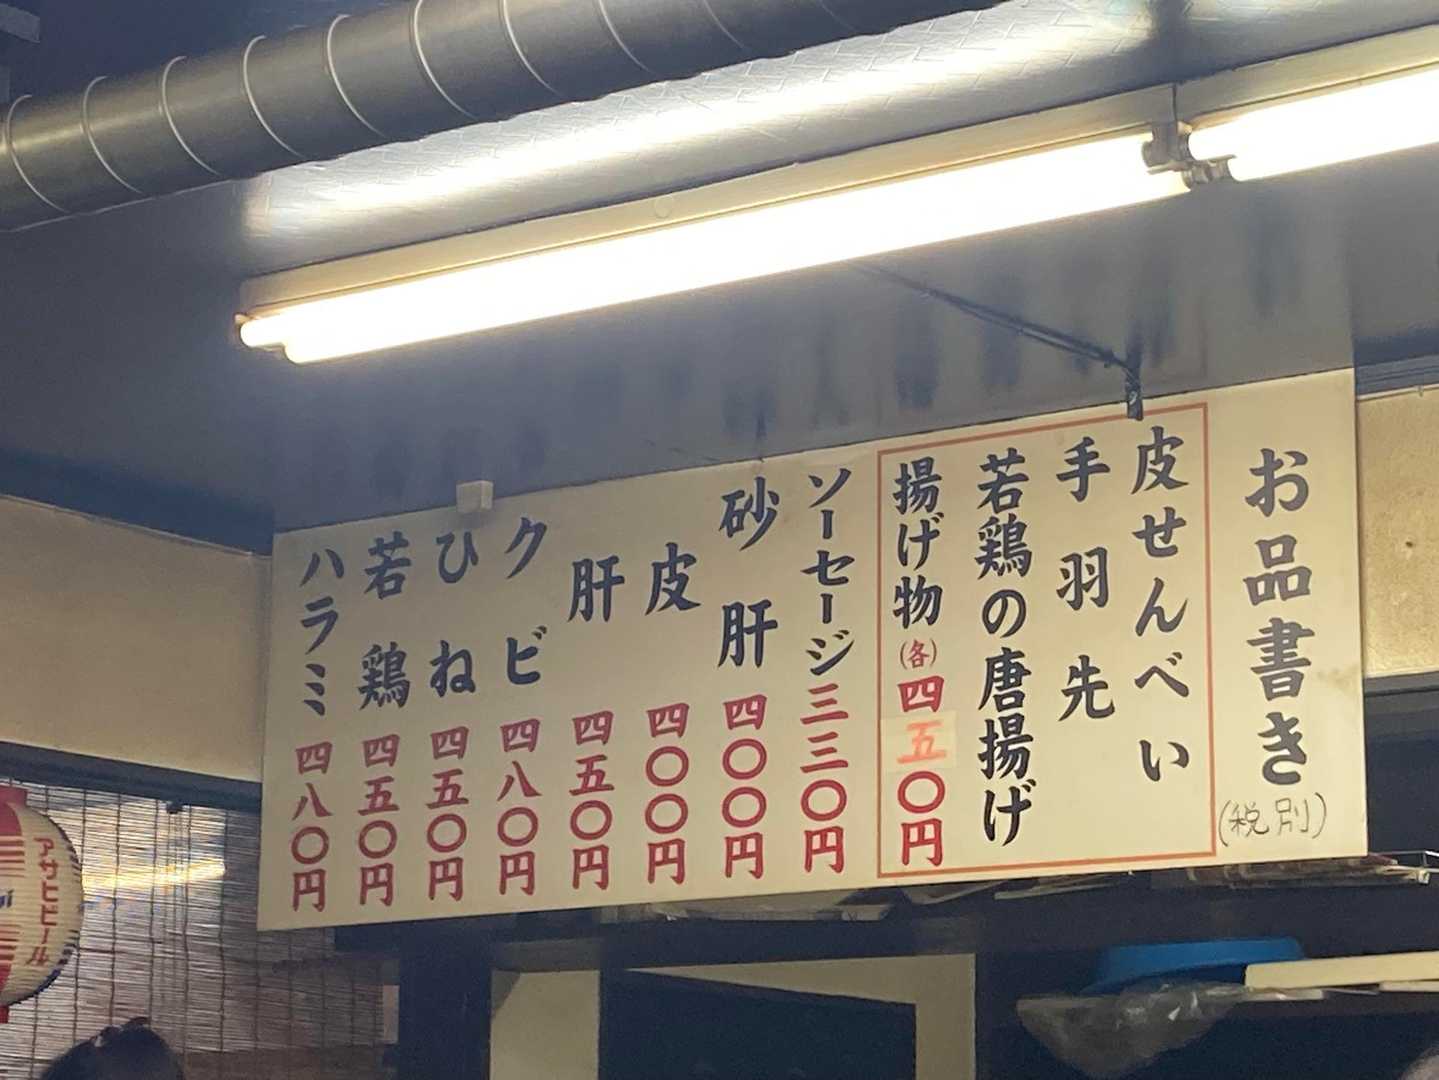 お品書き
(税別)
皮せんべい
手羽先
若鶏の唐揚げ
揚げ物(各)四五〇円
ソーセージ三三〇円
砂肝四〇〇円
皮四〇〇円
肝四五〇円
クビ四八〇円
ひね四五〇円
若鶏四五〇円
ハラミ四八〇円
アサヒビール